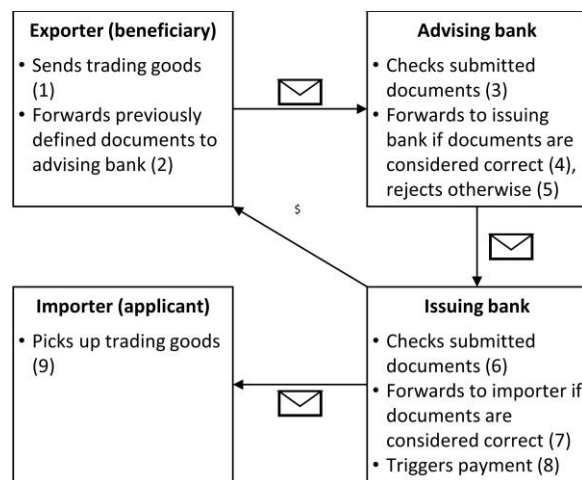 Exporter (beneficiary)
• Sends trading goods
(1)
• Forwards previously
defined documents to
advising bank (2)
Advising bank
• Checks submitted
documents (3)
• Forwards to issuing
bank if documents are
considered correct (4),
rejects otherwise (5)
$
Importer (applicant)
• Picks up trading goods
(9)
Issuing bank
• Checks submitted
documents (6)
• Forwards to importer if
documents are
considered correct (7)
• Triggers payment (8)